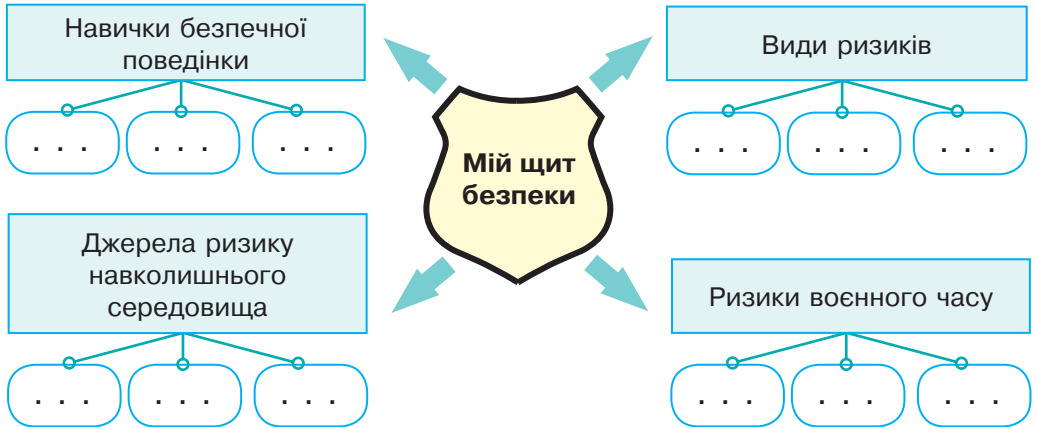 Навички безпечної
поведінки
. . .
. . .
. . .
Види ризиків
. . .
. . .
. . .
Мій щит
безпеки
Джерела ризику
навколишнього
середовища
. . .
. . .
. . .
Ризики воєнного часу
. . .
. . .
. . .